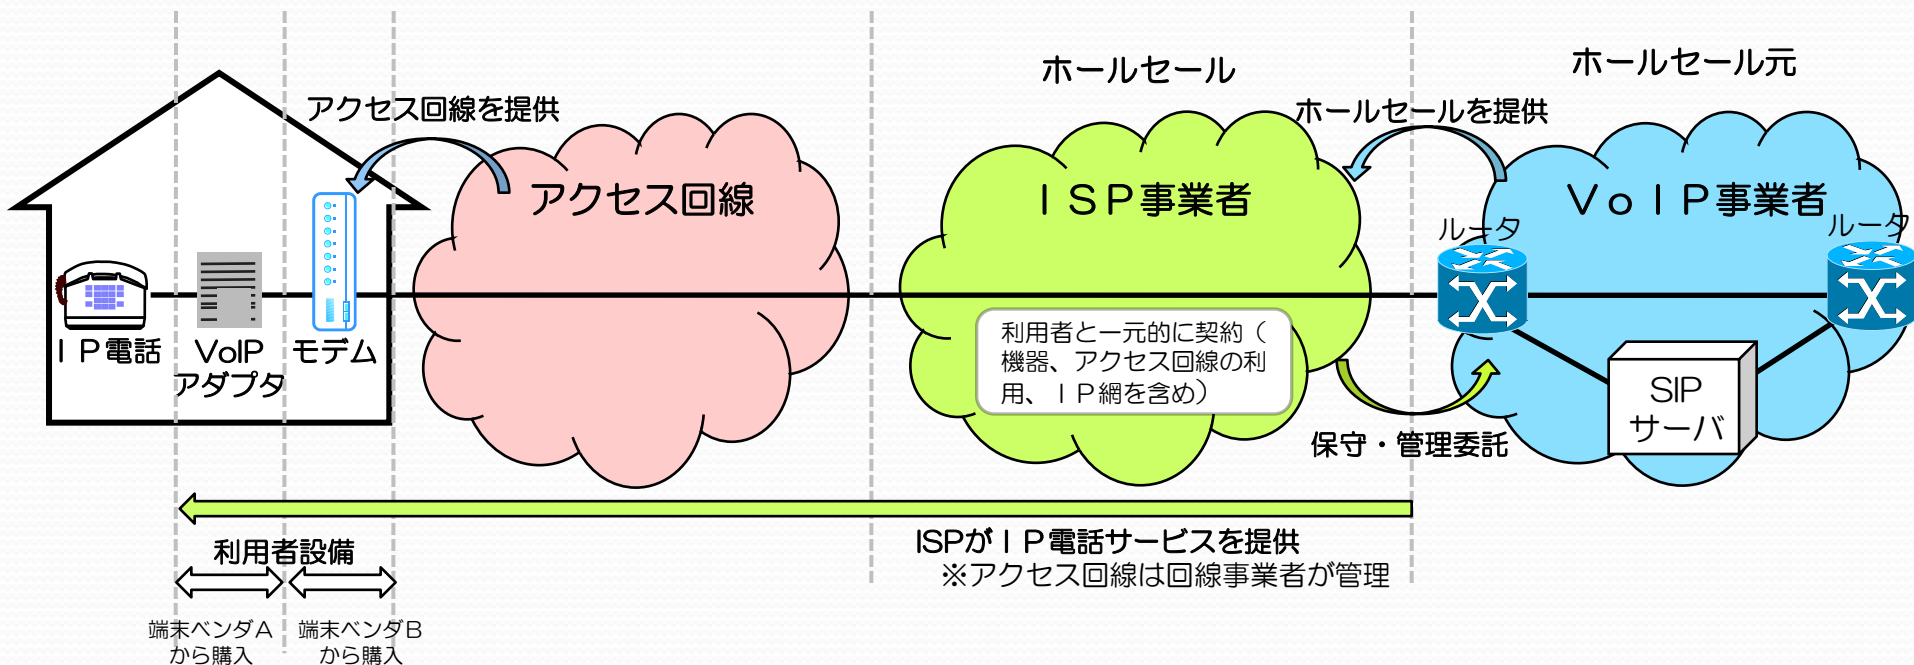 ホールセール
ホールセール元
アクセス回線を提供
ホールセールを提供
アクセス回線
ＩＳＰ事業者
ＶｏＩＰ事業者
ルータ
ルータ
ＩＰ電話
VoIP
アダプタ
モデム
利用者と一元的に契約（
機器、アクセス回線の利
用、ＩＰ網を含め）
SIP
サーバ
保守・管理委託
ISPがＩＰ電話サービスを提供
※アクセス回線は回線事業者が管理
利用者設備
端末ベンダＡ
から購入
端末ベンダＢ
から購入